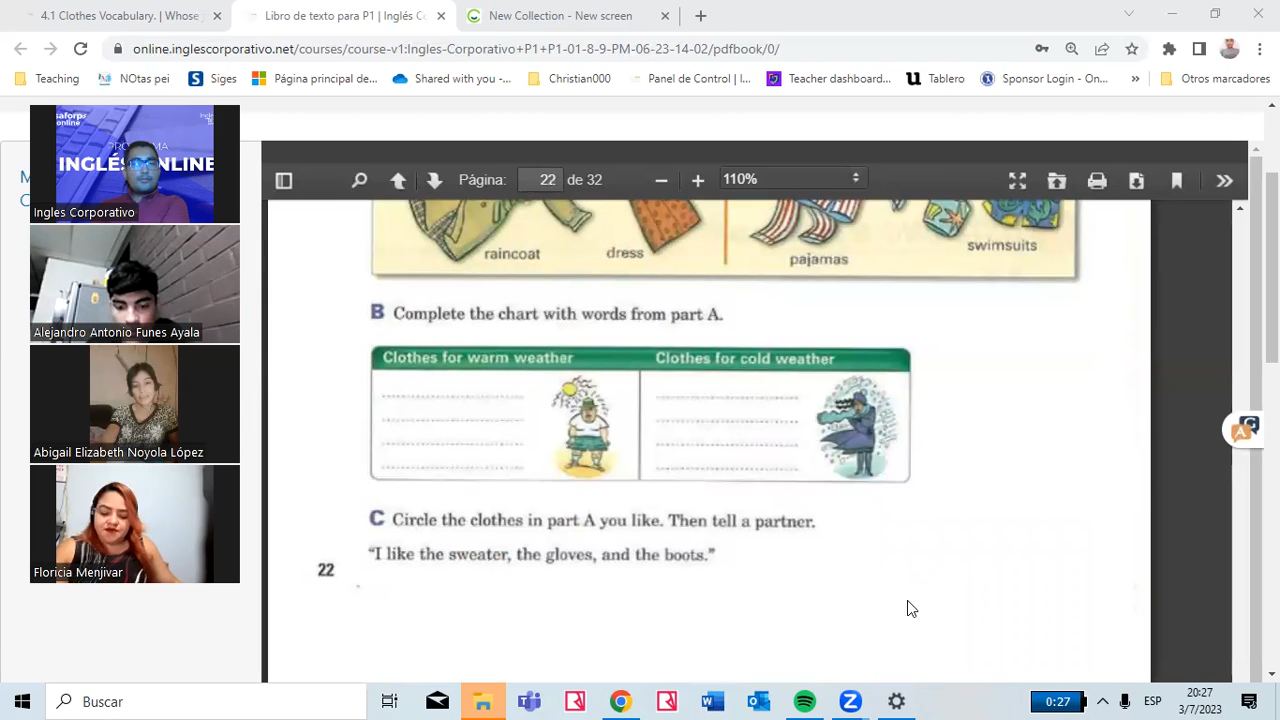 4.1 Clothes Vocabulary. | Whose
Libro de texto para P1 | Inglés C
New Collection - New screen
online.inglescorporativo.net/courses/course-v1:Ingles-Corporativo+P1+P1-01-8-9-PM-06-23-14-02/pdfbook/0/
Teaching
NOtas pei
Siges
Página principal de...
Shared with you -...
Christian000
Panel de Control | I...
Teacher dashboard...
Tablero
Sponsor Login - On...
»
Otros marcadores
saforp
online
INGLÉS ONLINE
Ingles Corporativo
Alejandro Antonio Funes Ayala
Abigail Elizabeth Noyola López
Floricia Menjivar
Página: 22 de 32
110%
raincoat
dress
pajamas
swimsuits
B Complete the chart with words from part A.
Clothes for warm weather
Clothes for cold weather
C Circle the clothes in part A you like. Then tell a partner.
“I like the sweater, the gloves, and the boots.”
22
Buscar
0:27
ESP
20:27
3/7/2023